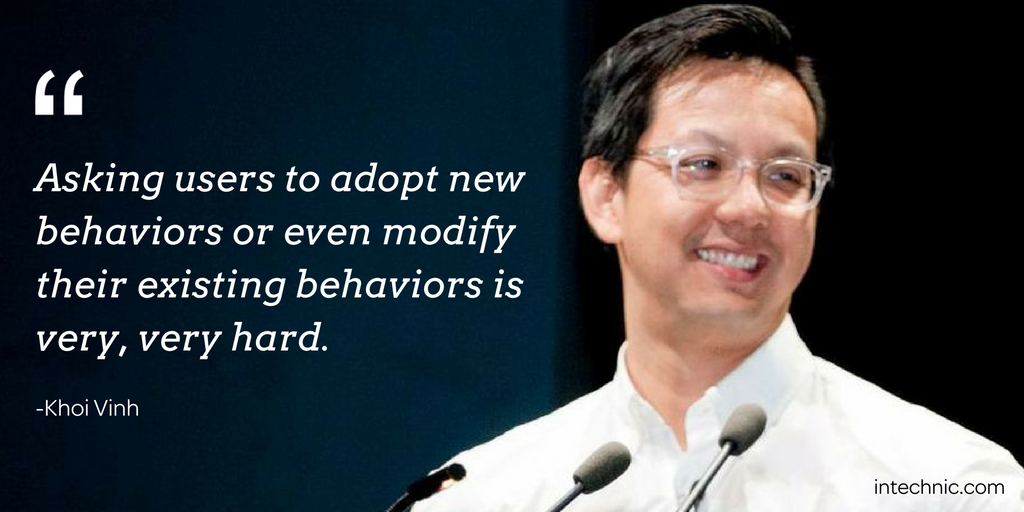 “
Asking users to adopt new
behaviors or even modify
their existing behaviors is
very, very hard.
-Khoi Vinh
intechnic.com